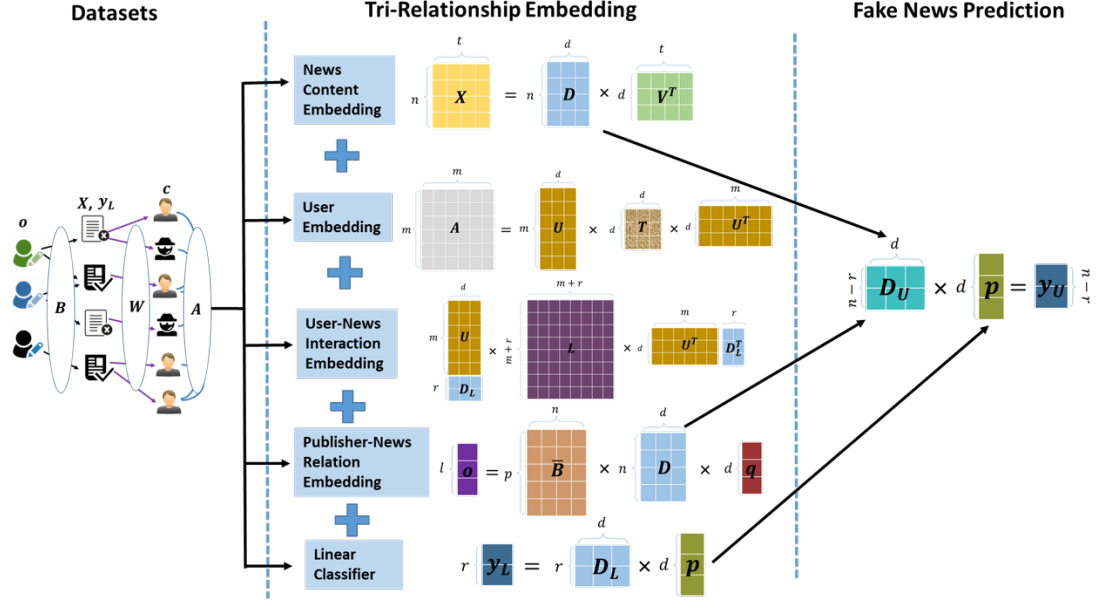 Datasets
Tri-Relationship Embedding
Fake News Prediction
o
X, y_L
c
B
W
A
News
Content
Embedding
t
n
X
=
d
n
D
×
t
d
V^T
User
Embedding
m
m
A
=
d
m
U
×
d
d
T
×
m
d
U^T
User-News
Interaction
Embedding
d
m
U
r
D_L
×
m + r
m + r
L
×
m
r
d
U^T
D_L^T
Publisher-News
Relation
Embedding
l
o
=
n
p
B̅
×
d
n
D
×
d
q
Linear
Classifier
r
y_L
=
d
r
D_L
×
d
p
d
n − r
D_U
×
d
p
=
y_U
n − r